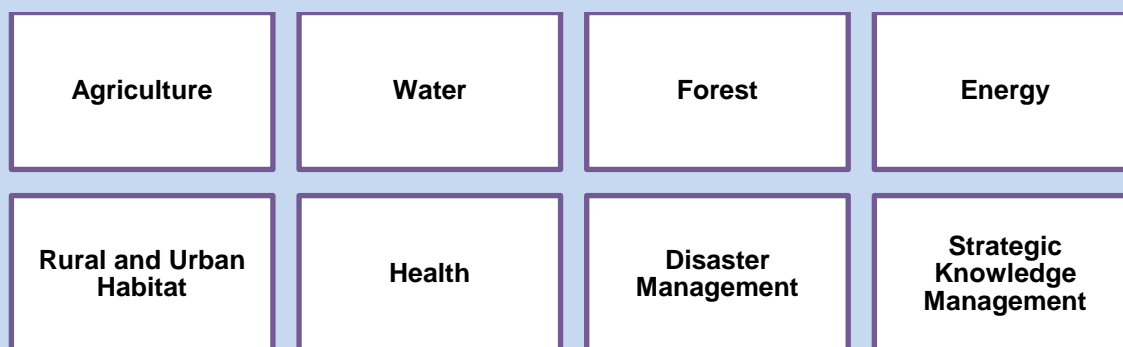 Agriculture
Water
Forest
Energy
Rural and Urban
Habitat
Health
Disaster
Management
Strategic
Knowledge
Management